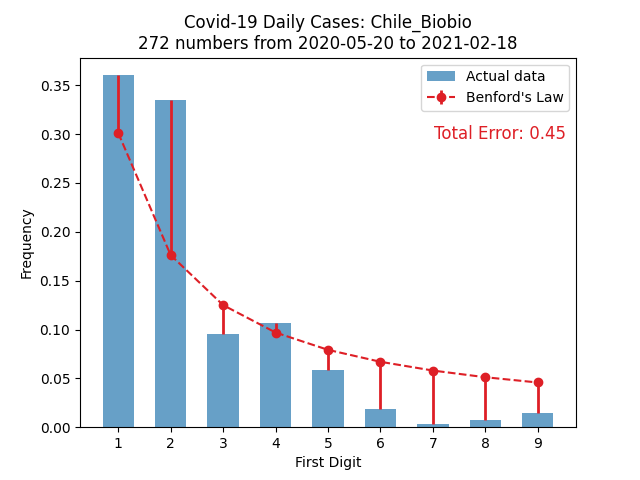 Covid-19 Daily Cases: Chile_Biobio
272 numbers from 2020-05-20 to 2021-02-18
Actual data
Benford's Law
Total Error: 0.45
Frequency
0.35
0.30
0.25
0.20
0.15
0.10
0.05
0.00
1 2 3 4 5 6 7 8 9
First Digit